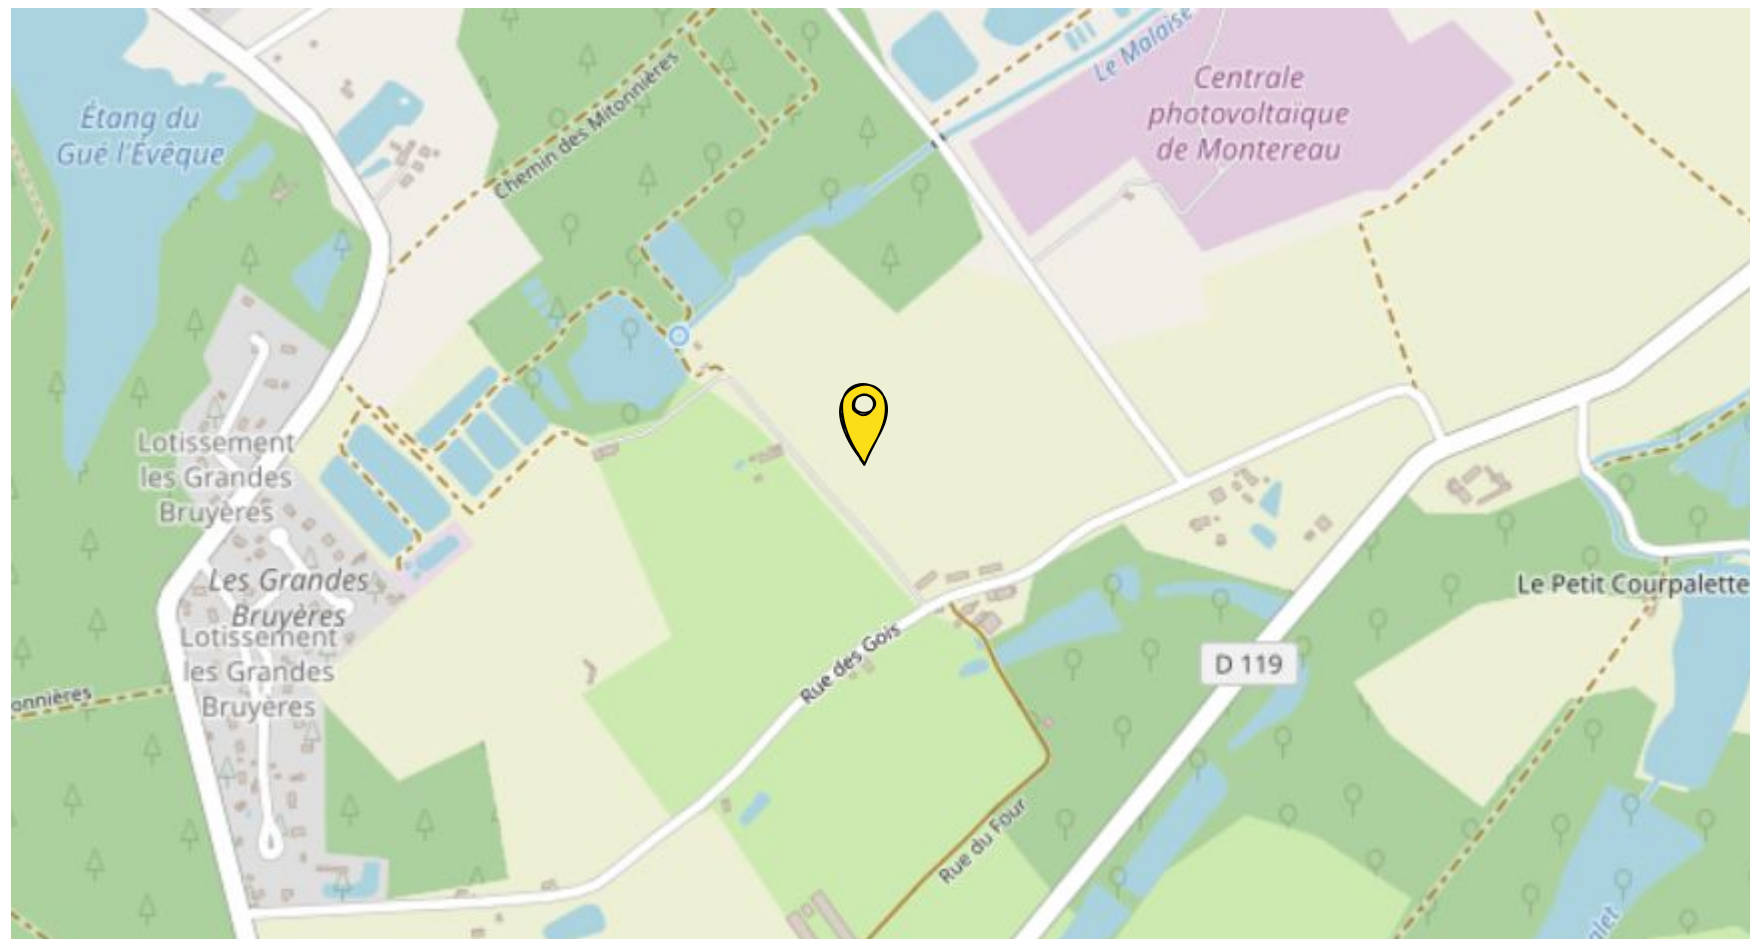 Étang du
Gué l'Évêque
Chemin des Mitonnières
Le Malaise
Centrale
photovoltaïque
de Montereau
Lotissement
les Grandes
Bruyères
Les Grandes
Bruyères
Lotissement
les Grandes
Bruyères
onnières
Rue des Gois
D 119
Le Petit Courpalette
Rue du Four
alet